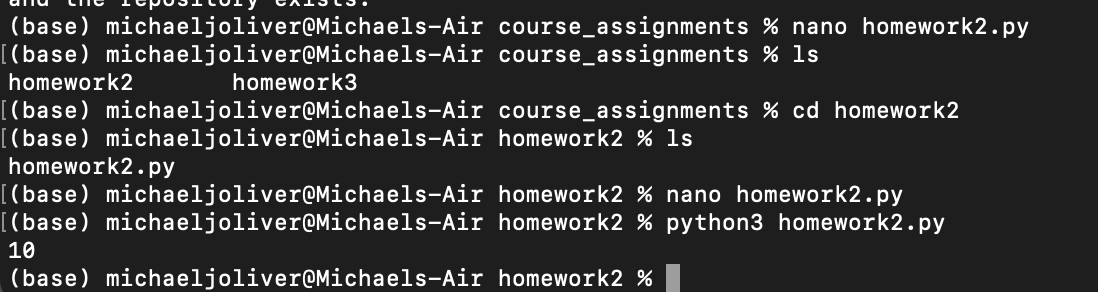 and the repository exists.
(base) michaeljoliver@Michaels-Air course_assignments % nano homework2.py
[(base) michaeljoliver@Michaels-Air course_assignments % ls
homework2 homework3
[(base) michaeljoliver@Michaels-Air course_assignments % cd homework2
[(base) michaeljoliver@Michaels-Air homework2 % ls
homework2.py
[(base) michaeljoliver@Michaels-Air homework2 % nano homework2.py
[(base) michaeljoliver@Michaels-Air homework2 % python3 homework2.py
10
(base) michaeljoliver@Michaels-Air homework2 %